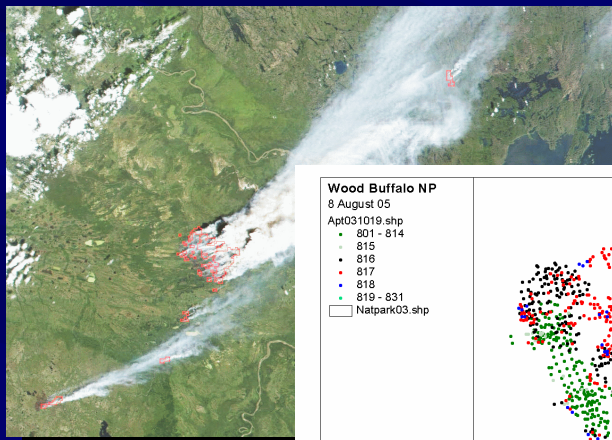 Wood Buffalo NP
8 August 05
Apt031019.shp
801 - 814
815
816
817
818
819 - 831
Natpark03.shp